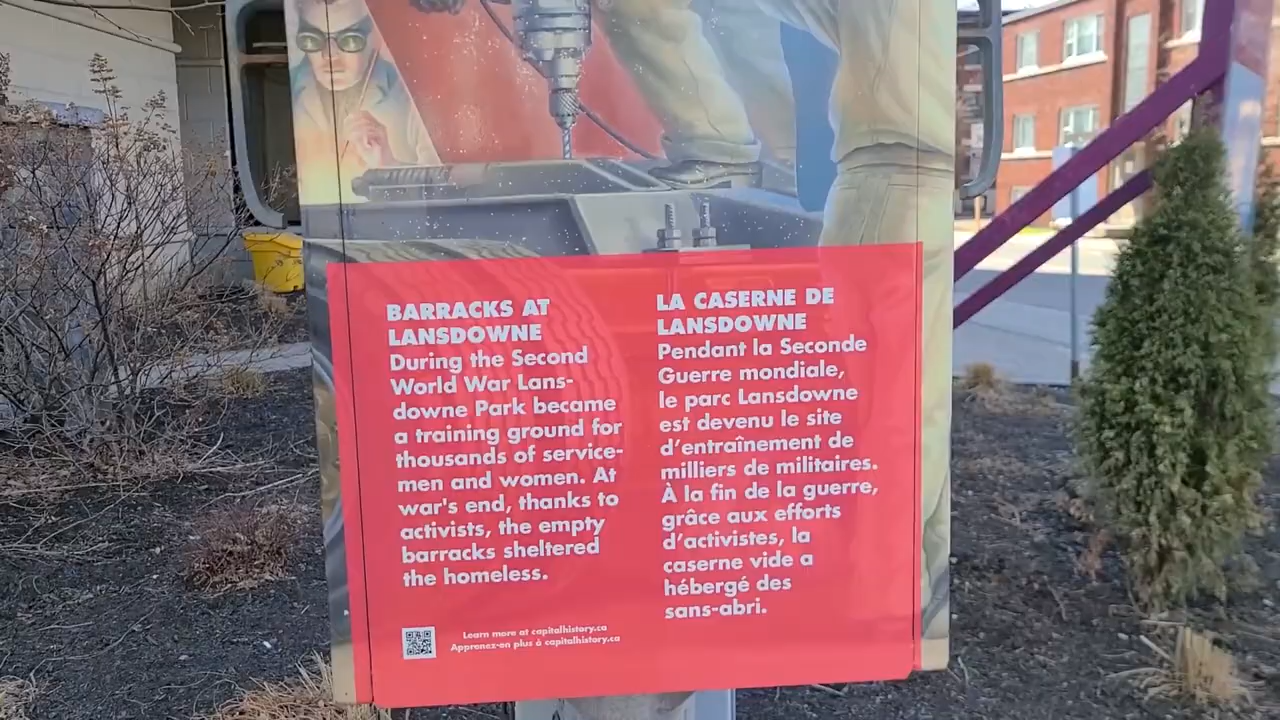 BARRACKS AT
LANSDOWNE
During the Second
World War Lans-
downe Park became
a training ground for
thousands of service-
men and women. At
war's end, thanks to
activists, the empty
barracks sheltered
the homeless.
LA CASERNE DE
LANSDOWNE
Pendant la Seconde
Guerre mondiale,
le parc Lansdowne
est devenu le site
d'entraînement de
milliers de militaires.
À la fin de la guerre,
grâce aux efforts
d'activistes, la
caserne vide a
hébergé des
sans-abri.
Learn more at capitalhistory.ca
Apprenez-en plus à capitalhistory.ca